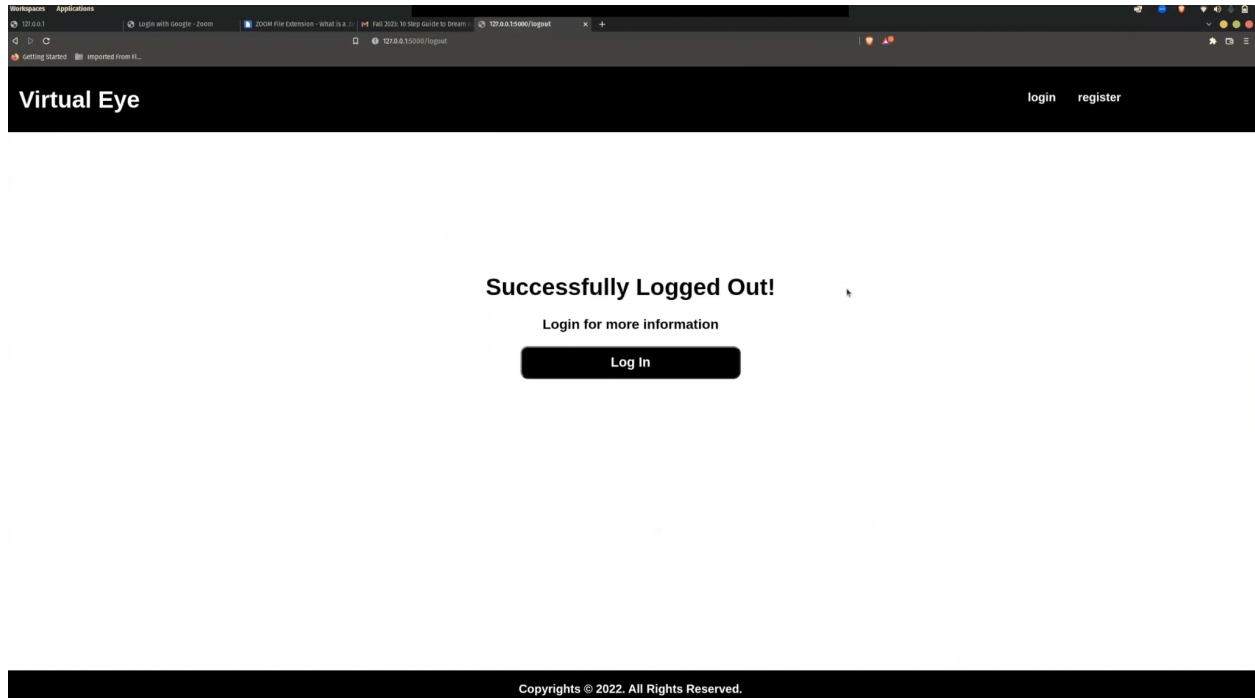 Workspaces Applications
127.0.0.1
Login with Google - Zoom
ZOOM File Extension - What is a
Fall 2023: 10 Step Guide to Dream
127.0.0.1:5000/logout
127.0.0.1:5000/logout
Getting Started Imported From Fi...
Virtual Eye
login register
Successfully Logged Out!
Login for more information
Log In
Copyrights © 2022. All Rights Reserved.